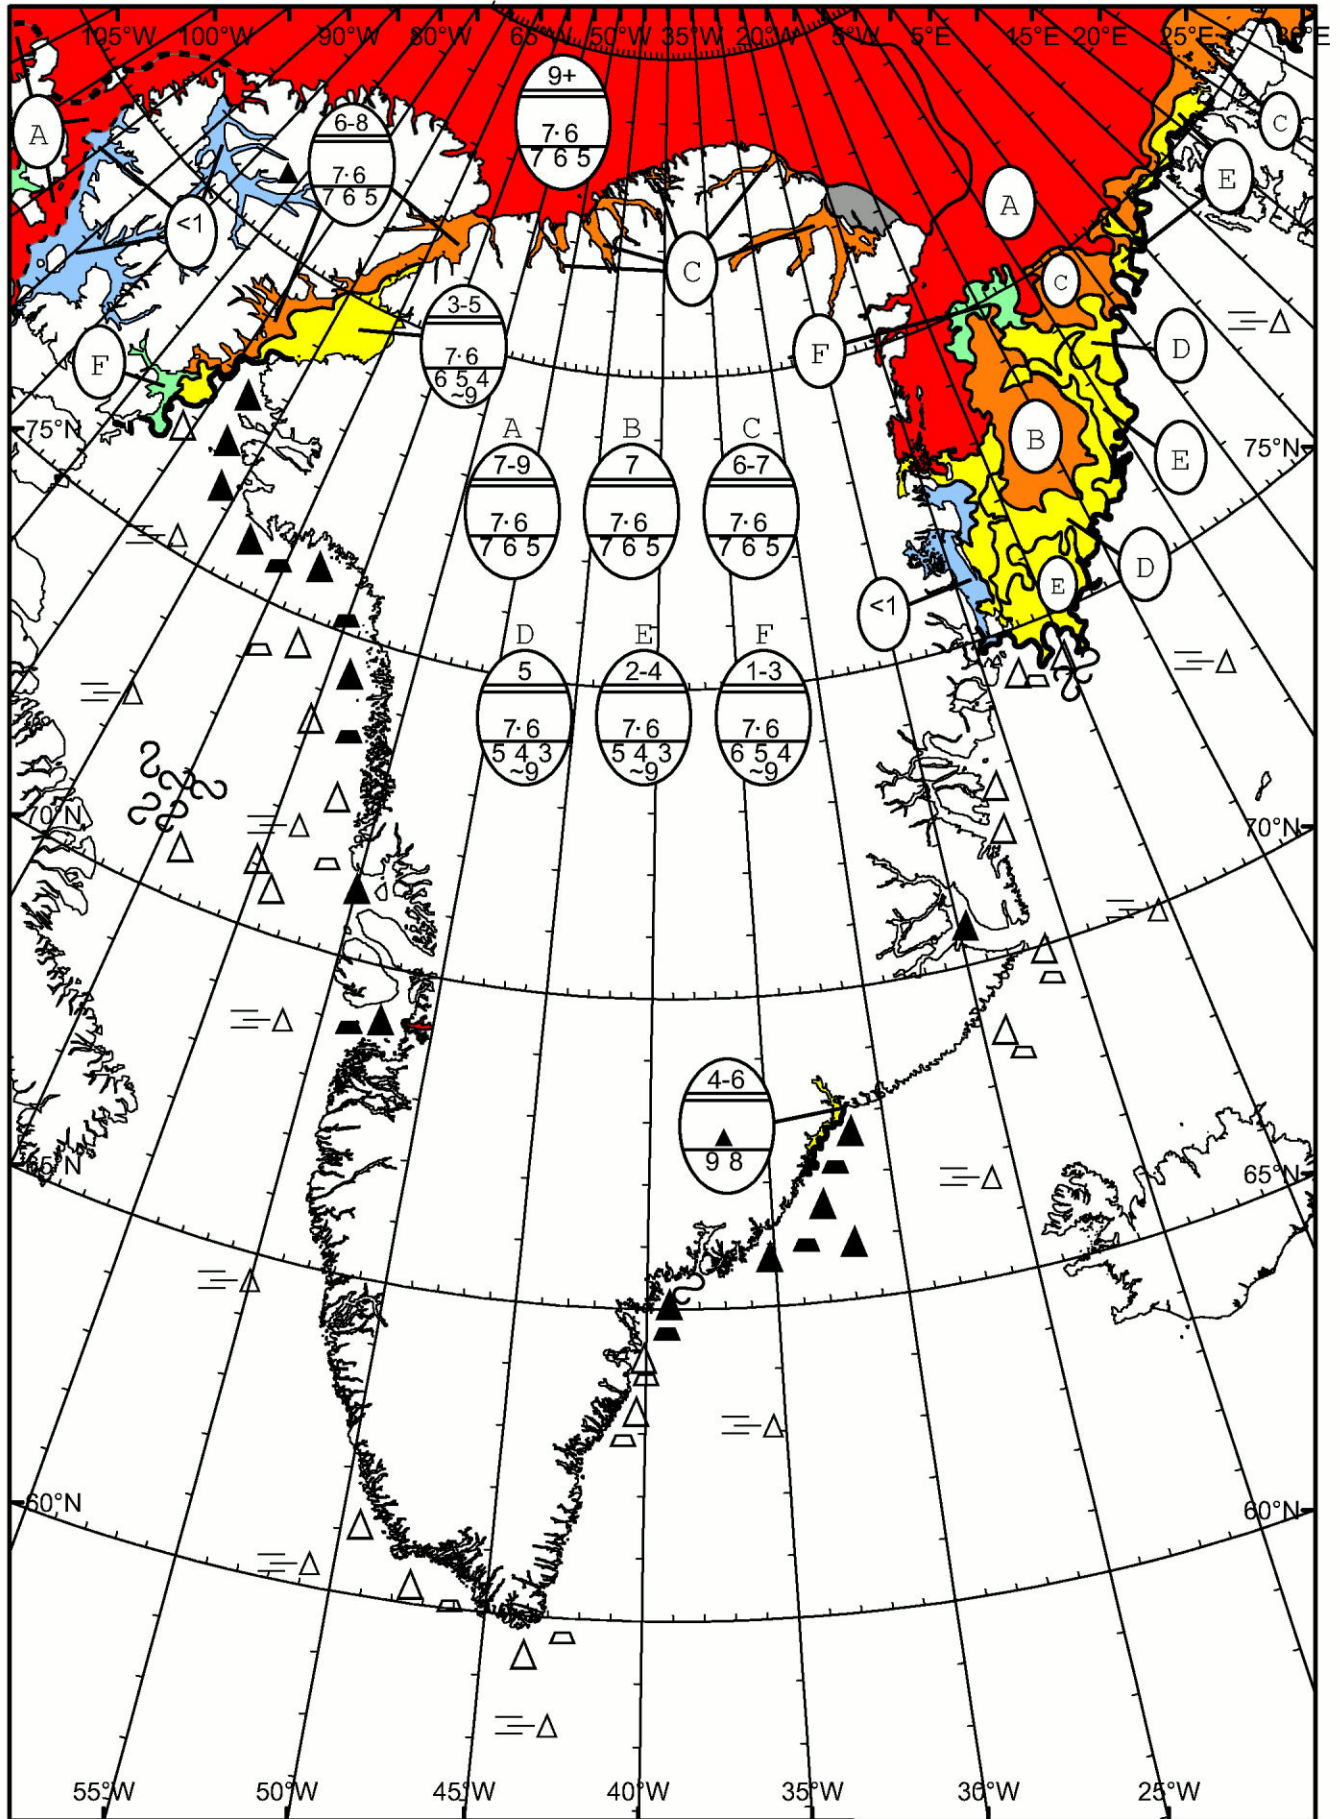 105°W 100°W 90°W 80°W 65°W 50°W 35°W 20°W 5°W 5°E 15°E 20°E 25°E 30°E
9+
7·6
7 6 5
6-8
7·6
7 6 5
A
C
E
<1
A
C
C
3-5
7·6
6 5 4
~9
F
F
D
75°N
75°N
B
E
A B C
7-9 7 6-7
7·6 7·6 7·6
7 6 5 7 6 5 7 6 5
D
<1
E
D E F
5 2-4 1-3
7·6 7·6 7·6
5 4 3 5 4 3 6 5 4
~9 ~9 ~9
70°N
70°N
4-6
9 8
65°N
65°N
60°N
60°N
55°W 50°W 45°W 40°W 35°W 30°W 25°W